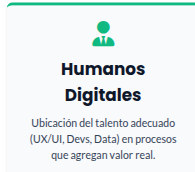 Humanos
Digitales
Ubicación del talento adecuado
(UX/UI, Devs, Data) en procesos
que agregan valor real.